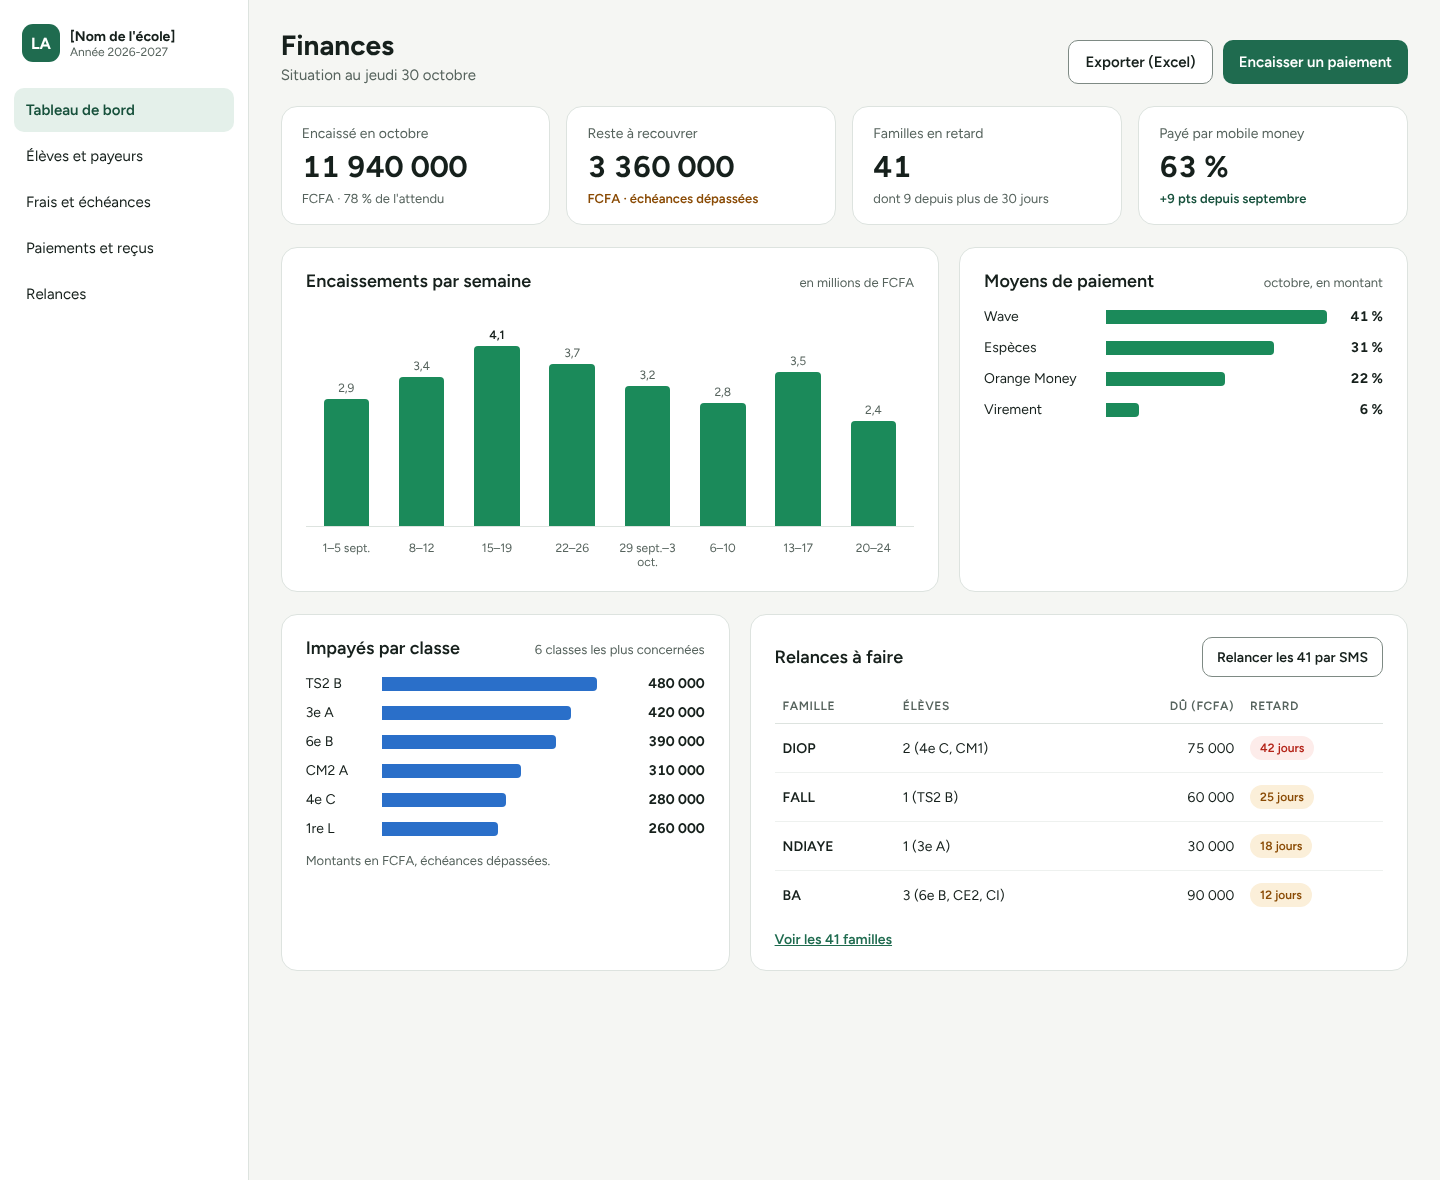 LA
[Nom de l'école]
Année 2026-2027
Tableau de bord
Élèves et payeurs
Frais et échéances
Paiements et reçus
Relances
Finances
Situation au jeudi 30 octobre
Exporter (Excel)
Encaisser un paiement
Encaissé en octobre
11 940 000
FCFA · 78 % de l'attendu
Reste à recouvrer
3 360 000
FCFA · échéances dépassées
Familles en retard
41
dont 9 depuis plus de 30 jours
Payé par mobile money
63 %
+9 pts depuis septembre
Encaissements par semaine
en millions de FCFA
2,9
3,4
4,1
3,7
3,2
2,8
3,5
2,4
1–5 sept.
8–12
15–19
22–26
29 sept.–3
oct.
6–10
13–17
20–24
Moyens de paiement
octobre, en montant
Wave 41 %
Espèces 31 %
Orange Money 22 %
Virement 6 %
Impayés par classe
6 classes les plus concernées
TS2 B 480 000
3e A 420 000
6e B 390 000
CM2 A 310 000
4e C 280 000
1re L 260 000
Montants en FCFA, échéances dépassées.
Relances à faire
Relancer les 41 par SMS
FAMILLE ÉLÈVES DÛ (FCFA) RETARD
DIOP 2 (4e C, CM1) 75 000 42 jours
FALL 1 (TS2 B) 60 000 25 jours
NDIAYE 1 (3e A) 30 000 18 jours
BA 3 (6e B, CE2, CI) 90 000 12 jours
Voir les 41 familles